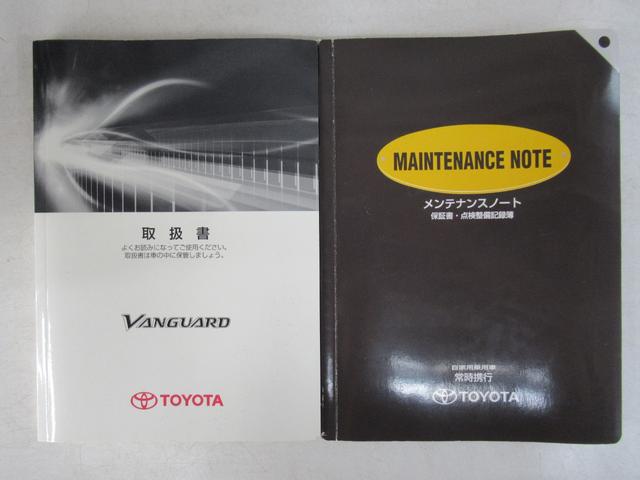 取扱書
よくお読みになってご使用ください。
取扱書は車の中に保管しましょう。
VANGUARD
TOYOTA
MAINTENANCE NOTE
メンテナンスノート
保証書・点検整備記録簿
自家用乗用車
常時携行
TOYOTA